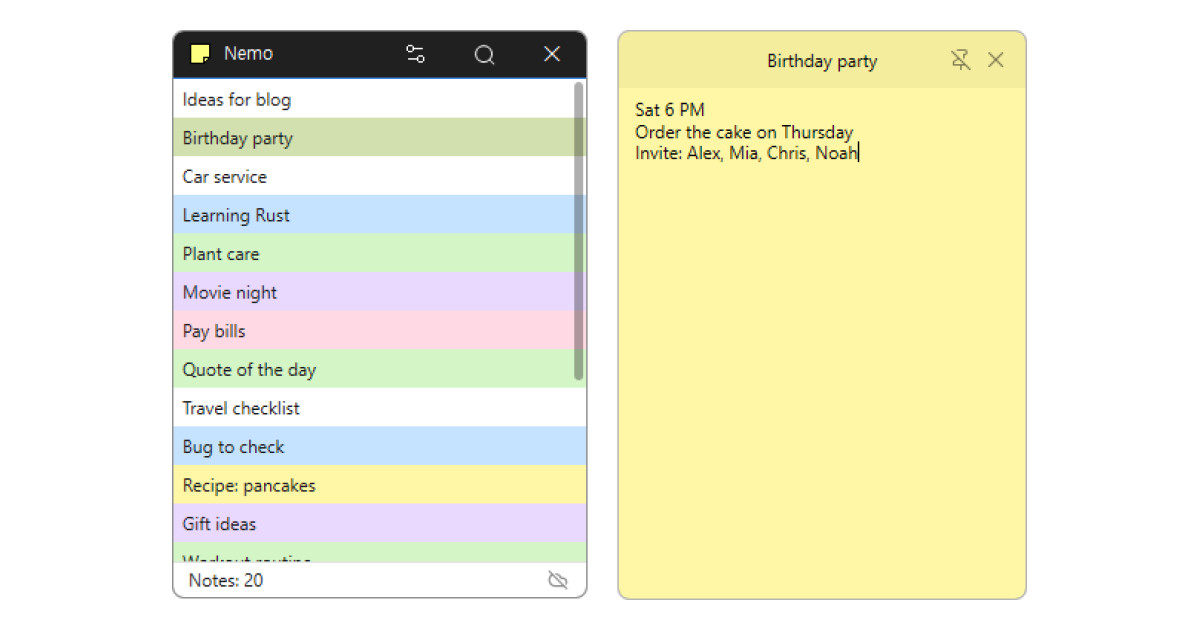 Nemo
Ideas for blog
Birthday party
Car service
Learning Rust
Plant care
Movie night
Pay bills
Quote of the day
Travel checklist
Bug to check
Recipe: pancakes
Gift ideas
Notes: 20
Birthday party
Sat 6 PM
Order the cake on Thursday
Invite: Alex, Mia, Chris, Noah